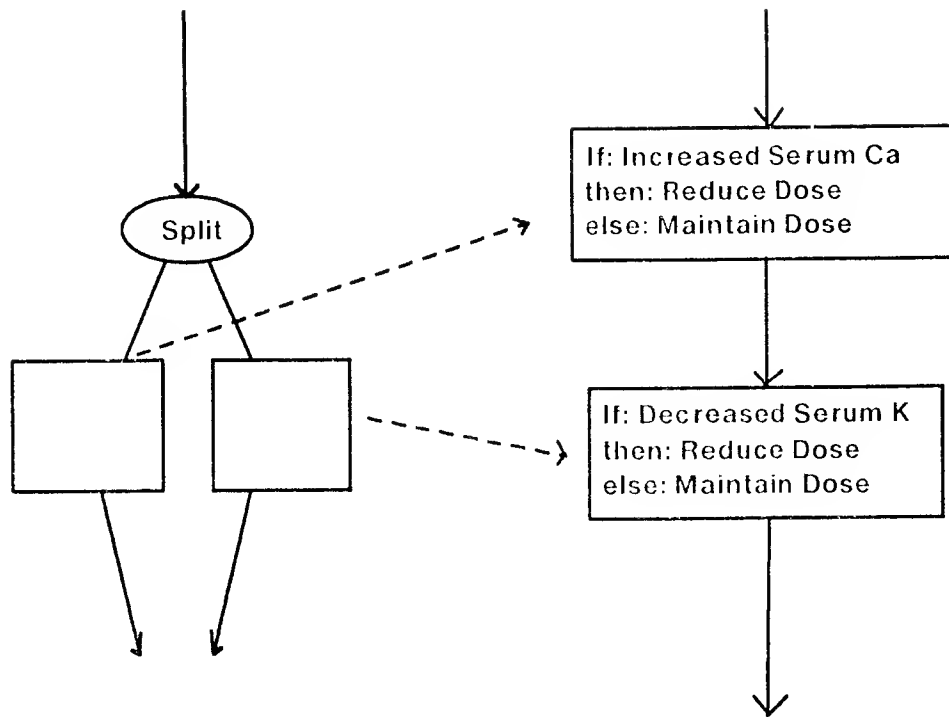 Split
If: Increased Serum Ca
then: Reduce Dose
else: Maintain Dose
If: Decreased Serum K
then: Reduce Dose
else: Maintain Dose